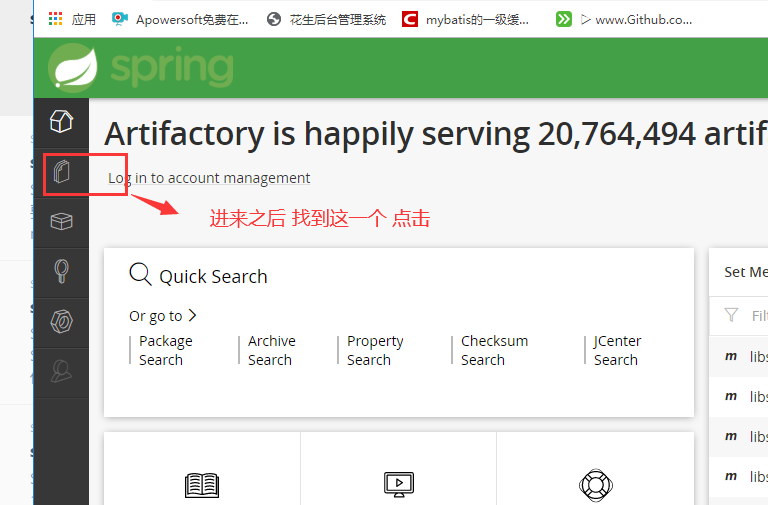 应用
Apowersoft免费在...
花生后台管理系统
mybatis的一级缓...
www.Github.co...
spring
Artifactory is happily serving 20,764,494 artif
Log in to account management
进来之后 找到这一个 点击
Quick Search
Set Me
Or go to
Filt
Package Search
Archive Search
Property Search
Checksum Search
JCenter Search
m libs
m libs
m libs
m libs